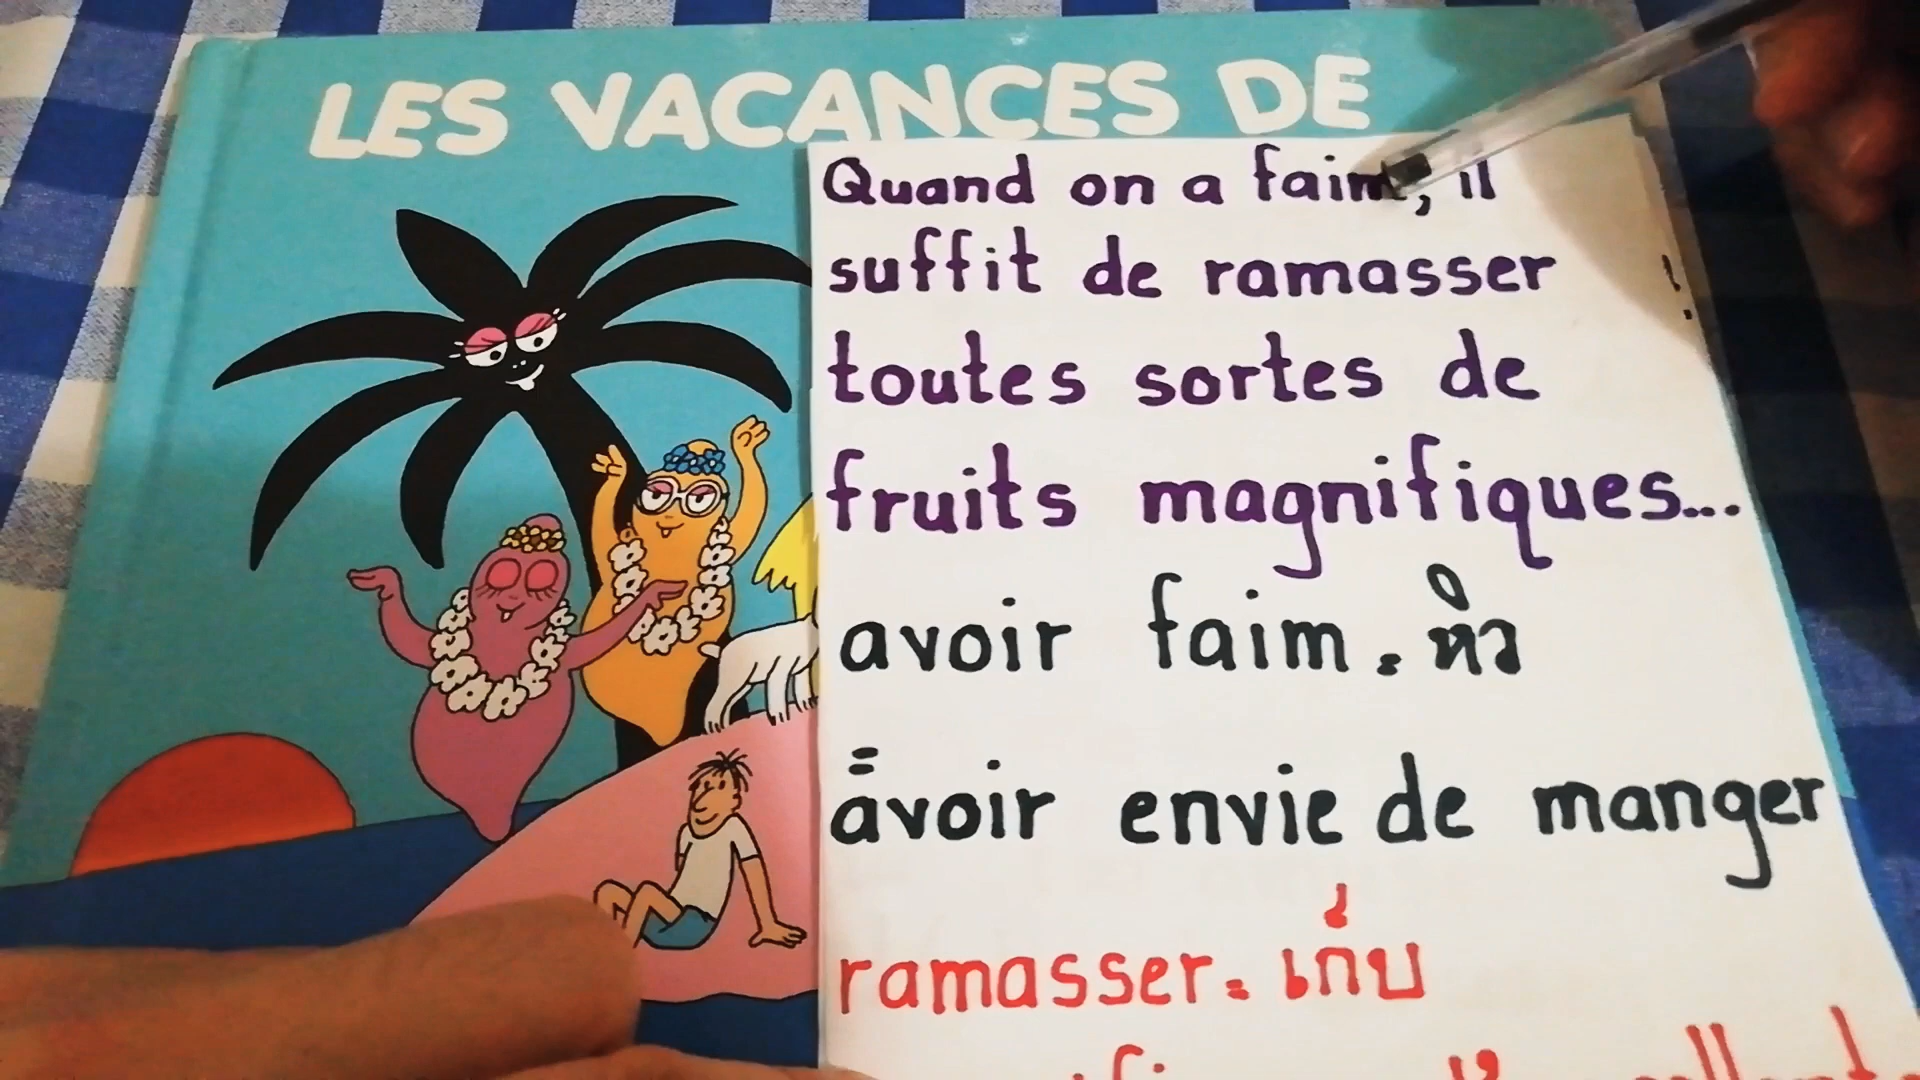 LES VACANCES DE
Quand on a faim, il
suffit de ramasser
toutes sortes de
fruits magnifiques...
avoir faim = หิว
= avoir envie de manger
ramasser = เก็บ